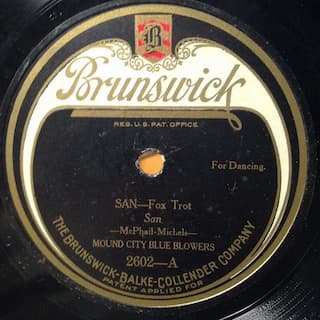 B
Brunswick
REG. U.S. PAT. OFFICE
For Dancing.
SAN—Fox Trot
San
—McPhail-Michels—
MOUND CITY BLUE BLOWERS
2602—A
THE BRUNSWICK-BALKE-COLLENDER COMPANY
PATENT APPLIED FOR